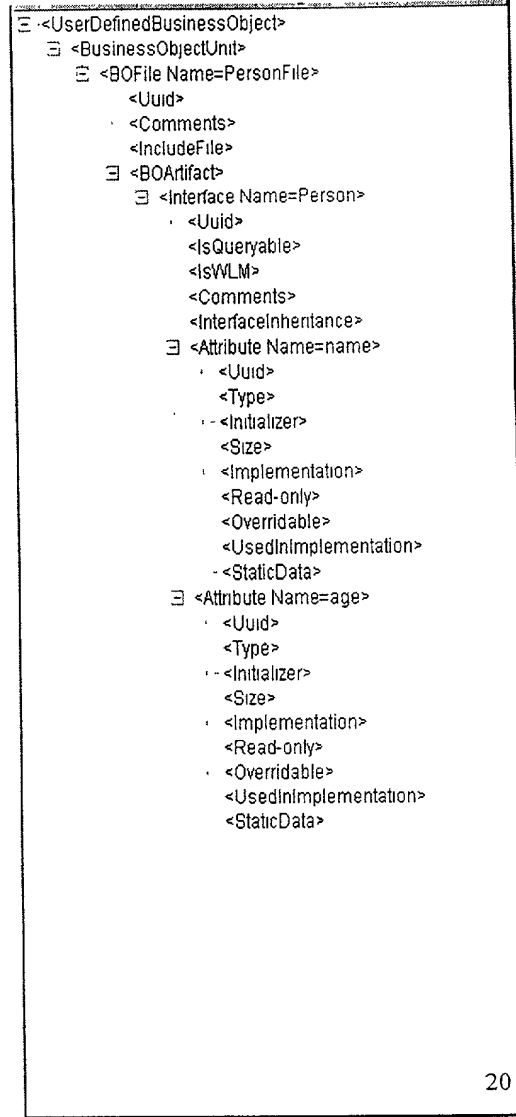 <UserDefinedBusinessObject>
<BusinessObjectUnit>
<BOFile Name=PersonFile>
<Uuid>
<Comments>
<IncludeFile>
<BOArtifact>
<Interface Name=Person>
<Uuid>
<IsQueryable>
<IsWLM>
<Comments>
<InterfaceInheritance>
<Attribute Name=name>
<Uuid>
<Type>
<Initializer>
<Size>
<Implementation>
<Read-only>
<Overridable>
<UsedInImplementation>
<StaticData>
<Attribute Name=age>
<Uuid>
<Type>
<Initializer>
<Size>
<Implementation>
<Read-only>
<Overridable>
<UsedInImplementation>
<StaticData>
20